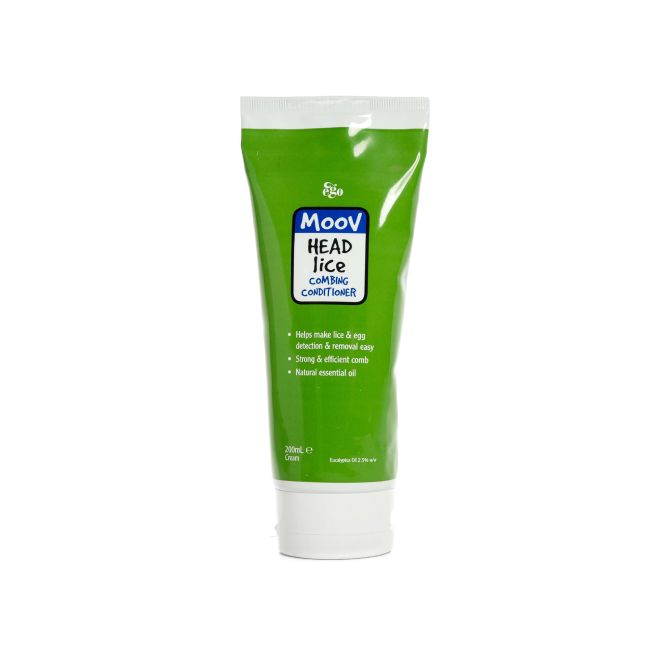 ego
MOOV
HEAD
lice
COMBING
CONDITIONER
• Helps make lice & egg
detection & removal easy
• Strong & efficient comb
• Natural essential oil
200mL ℮
Cream
Eucalyptus Oil 2.5% w/w